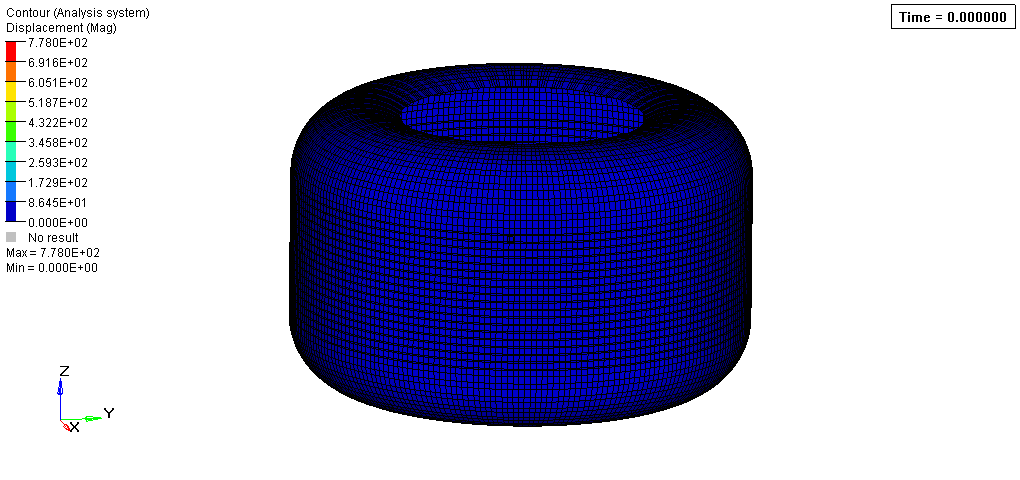 Contour (Analysis system)
Displacement (Mag)
7.780E+02
6.916E+02
6.051E+02
5.187E+02
4.322E+02
3.458E+02
2.593E+02
1.729E+02
8.645E+01
0.000E+00
No result
Max = 7.780E+02
Min = 0.000E+00
Time = 0.000000
Z
Y
X